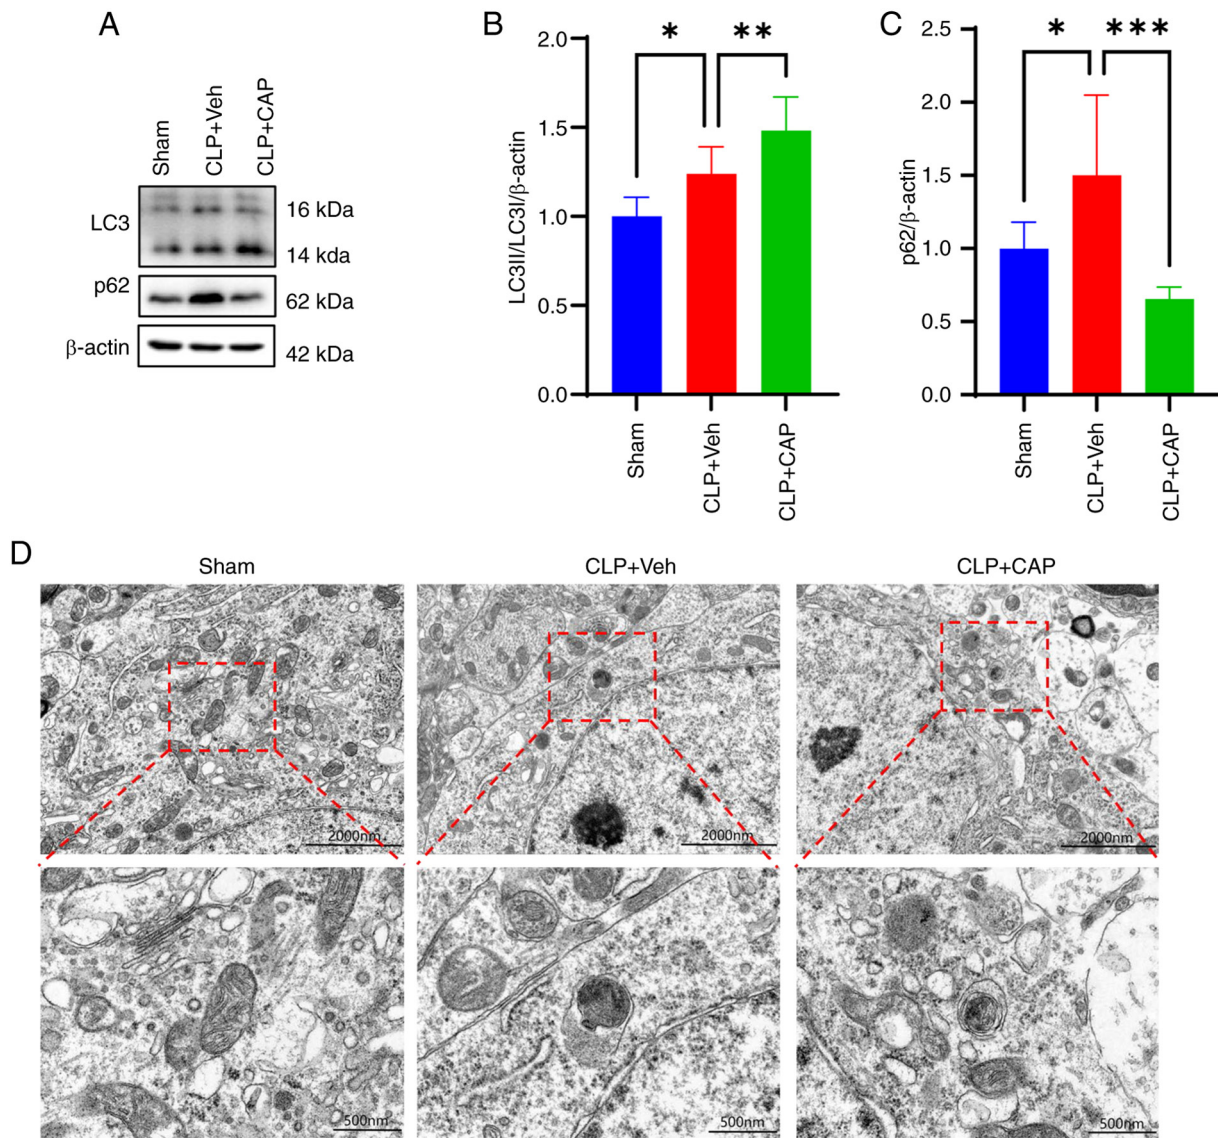 A
Sham
CLP+Veh
CLP+CAP
LC3
16 kDa
14 kda
p62
62 kDa
β-actin
42 kDa
B
LC3II/LC3I/β-actin
2.0
1.5
1.0
0.5
0.0
*
**
Sham
CLP+Veh
CLP+CAP
C
p62/β-actin
2.5
2.0
1.5
1.0
0.5
0.0
*
***
Sham
CLP+Veh
CLP+CAP
D
Sham
CLP+Veh
CLP+CAP
2000nm
2000nm
2000nm
500nm
500nm
500nm